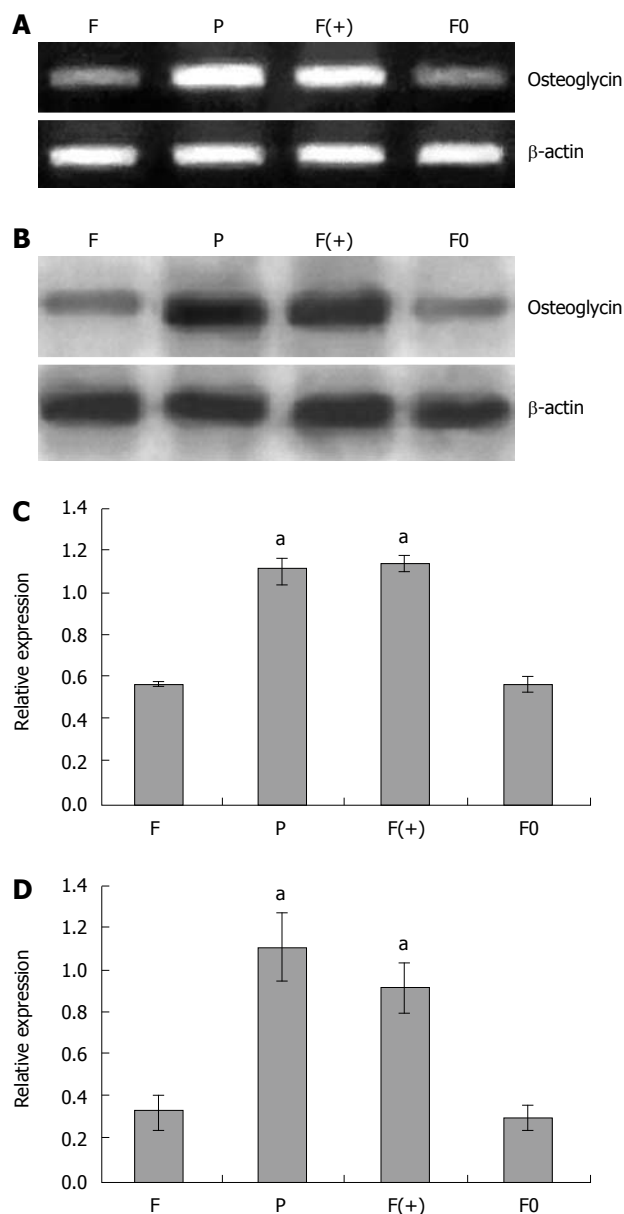 A
F P F(+) F0
Osteoglycin
β-actin
B
F P F(+) F0
Osteoglycin
β-actin
C
1.4
1.2
1.0
0.8
0.6
0.4
0.2
0.0
Relative expression
a a
F P F(+) F0
D
1.4
1.2
1.0
0.8
0.6
0.4
0.2
0.0
Relative expression
a a
F P F(+) F0